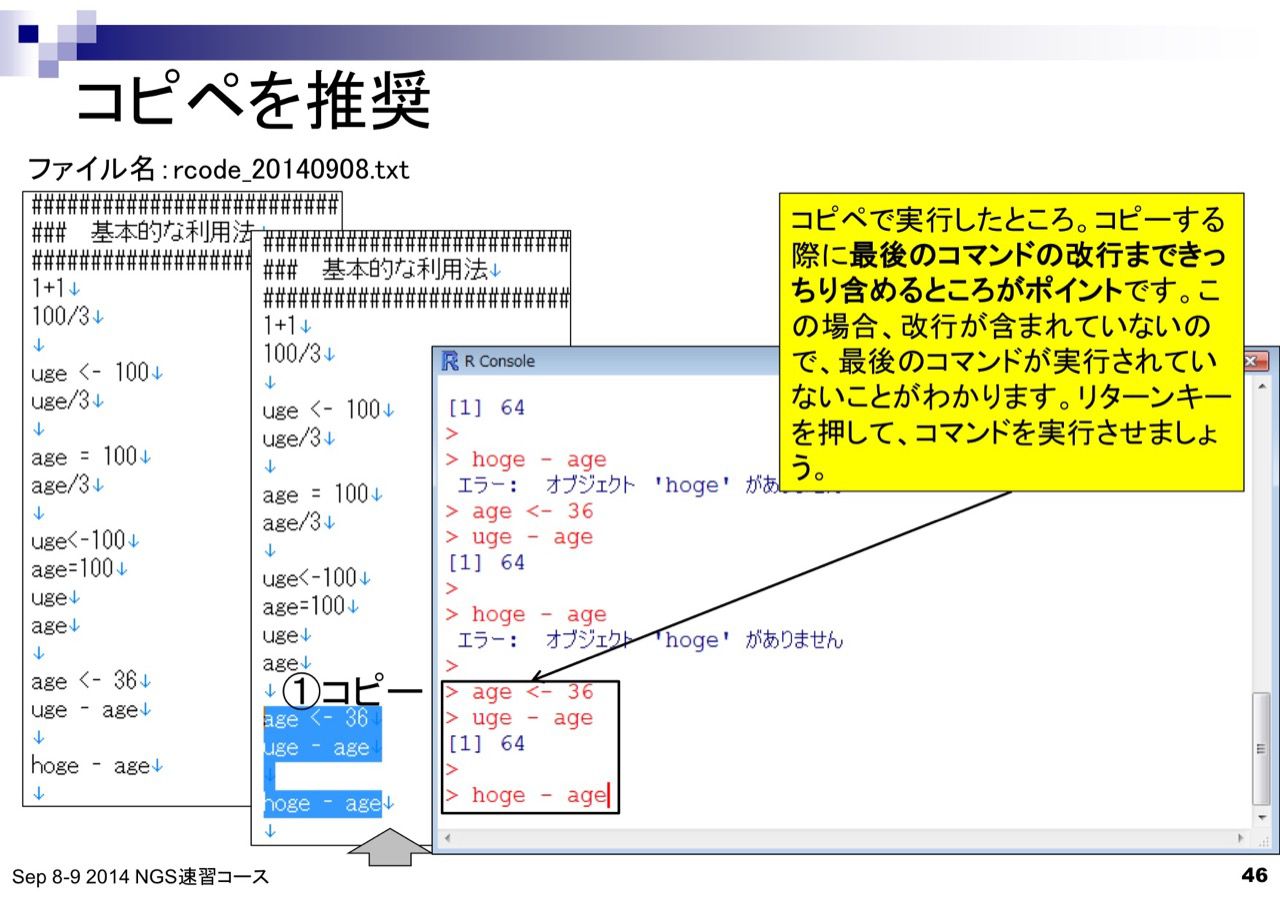 コピペを推奨
ファイル名：rcode_20140908.txt
##########################
###　基本的な利用法
1+1↓
100/3↓
↓
uge <- 100↓
uge/3↓
↓
age = 100↓
age/3↓
↓
uge<-100↓
age=100↓
uge↓
age↓
↓
age <- 36↓
uge - age↓
↓
hoge - age↓
↓
##########################
###　基本的な利用法↓
##########################
1+1↓
100/3↓
↓
uge <- 100↓
uge/3↓
↓
age = 100↓
age/3↓
↓
uge<-100↓
age=100↓
uge↓
age↓
↓
①コピー
age <- 36↓
uge - age↓
↓
hoge - age↓
↓
R Console
[1] 64
>
> hoge - age
エラー：　オブジェクト 'hoge' があ
> age <- 36
> uge - age
[1] 64
>
> hoge - age
エラー：　オブジェクト 'hoge' がありません
>
> age <- 36
> uge - age
[1] 64
>
> hoge - age
コピペで実行したところ。コピーする
際に最後のコマンドの改行まできっ
ちり含めるところがポイントです。こ
の場合、改行が含まれていないの
で、最後のコマンドが実行されてい
ないことがわかります。リターンキー
を押して、コマンドを実行させましょ
う。
Sep 8-9 2014 NGS速習コース
46